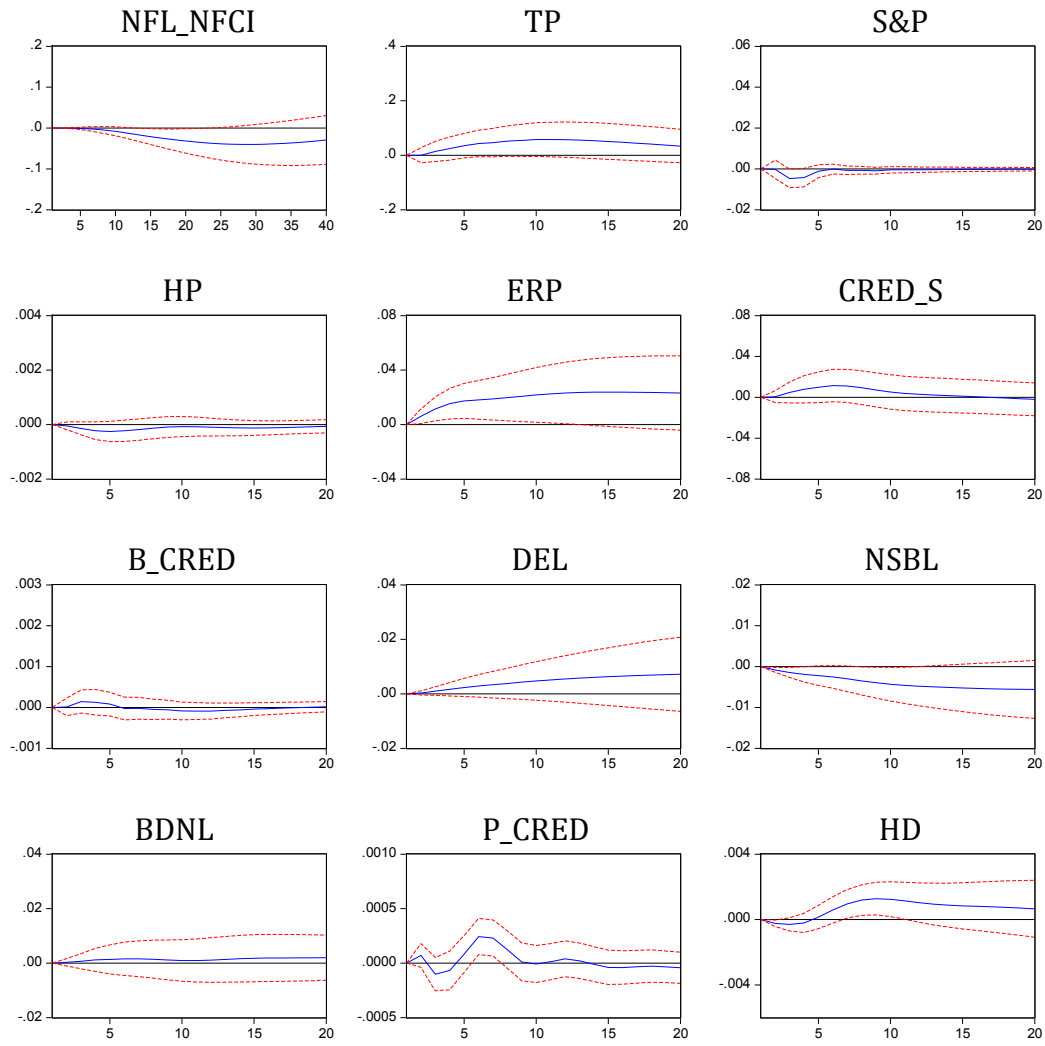 NFL_NFCI
.2
.1
.0
-.1
-.2
5 10 15 20 25 30 35 40
TP
.4
.2
.0
-.2
5 10 15 20
S&P
.06
.04
.02
.00
-.02
5 10 15 20
HP
.004
.002
.000
-.002
5 10 15 20
ERP
.08
.04
.00
-.04
5 10 15 20
CRED_S
.08
.04
.00
-.04
-.08
5 10 15 20
B_CRED
.003
.002
.001
.000
-.001
5 10 15 20
DEL
.04
.02
.00
-.02
5 10 15 20
NSBL
.02
.01
.00
-.01
-.02
5 10 15 20
BDNL
.04
.02
.00
-.02
5 10 15 20
P_CRED
.0010
.0005
.0000
-.0005
5 10 15 20
HD
.004
.000
-.004
5 10 15 20